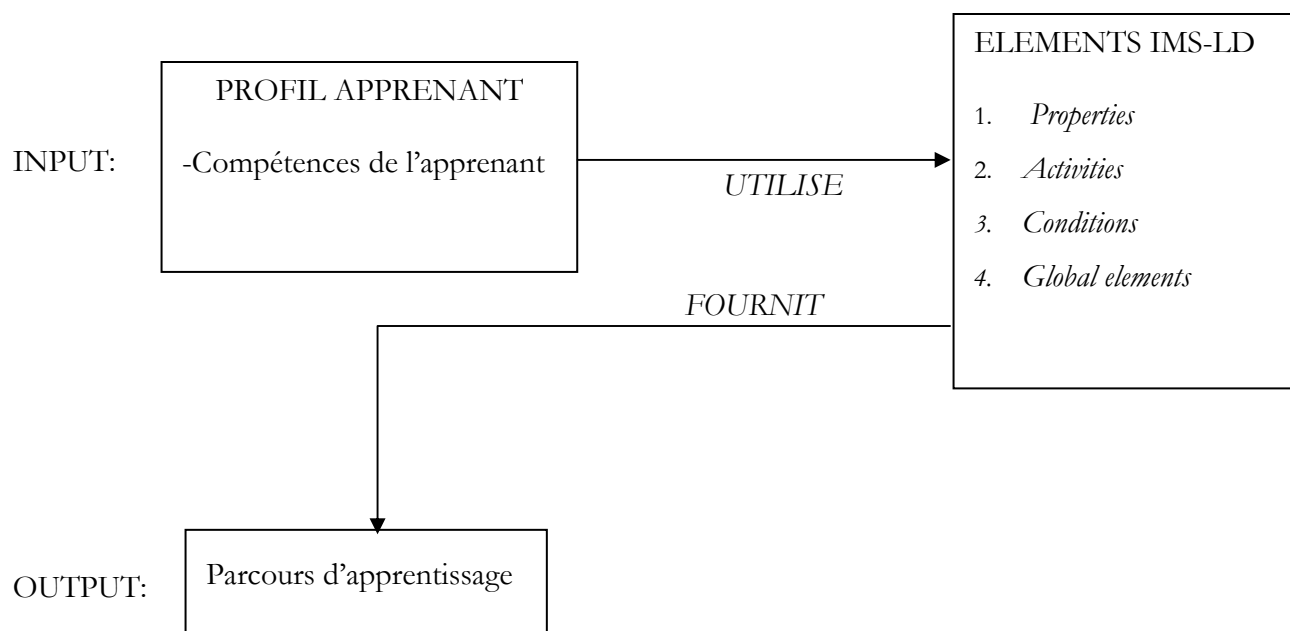 ELEMENTS IMS-LD
PROFIL APPRENANT
1. Properties
INPUT:
-Compétences de l’apprenant
2. Activities
UTILISE
3. Conditions
4. Global elements
FOURNIT
OUTPUT:
Parcours d’apprentissage